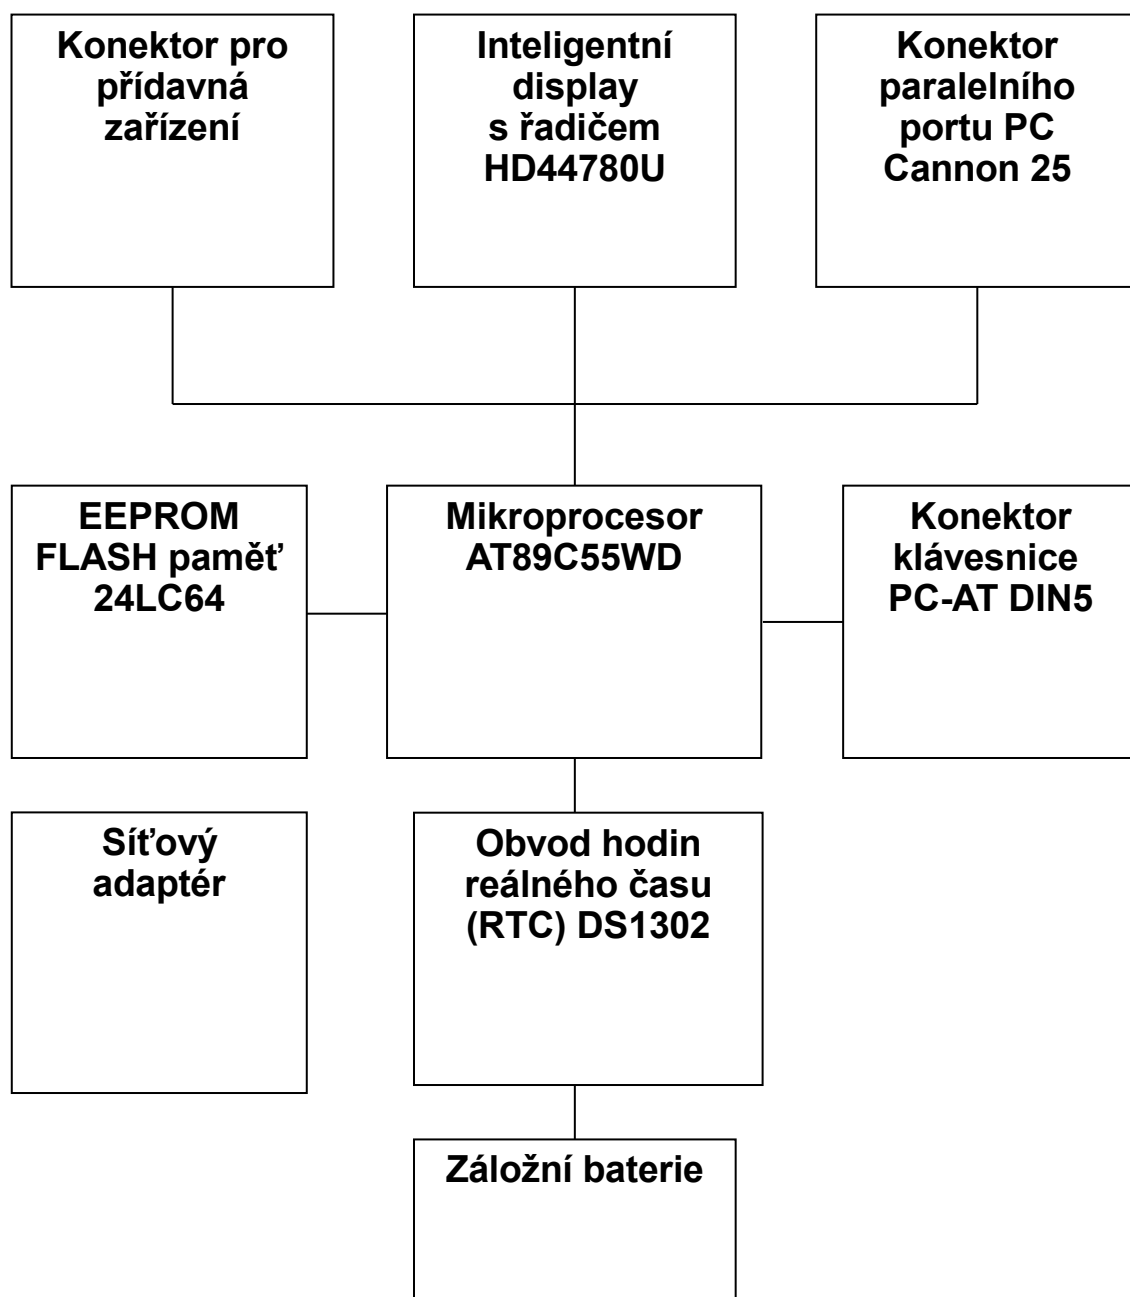 Konektor pro
přídavná
zařízení
Inteligentní
display
s řadičem
HD44780U
Konektor
paralelního
portu PC
Cannon 25
EEPROM
FLASH paměť
24LC64
Mikroprocesor
AT89C55WD
Konektor
klávesnice
PC-AT DIN5
Síťový
adaptér
Obvod hodin
reálného času
(RTC) DS1302
Záložní baterie